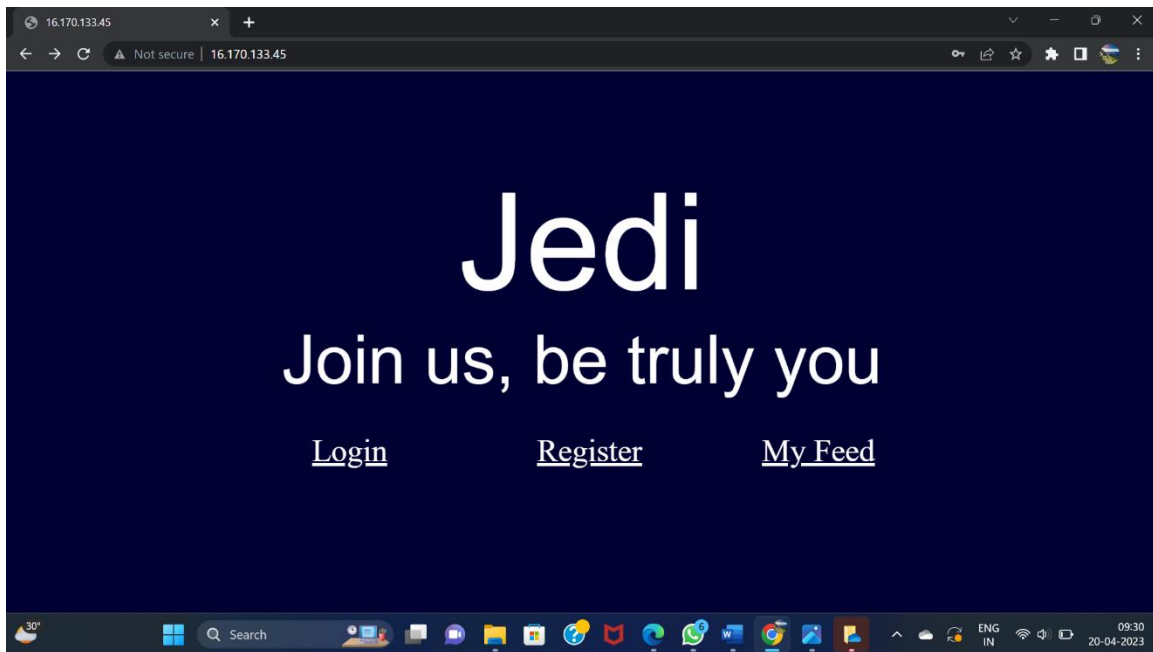 16.170.133.45
Not secure | 16.170.133.45
Jedi
Join us, be truly you
Login Register My Feed
30°
Search
6
ENG
IN
09:30
20-04-2023